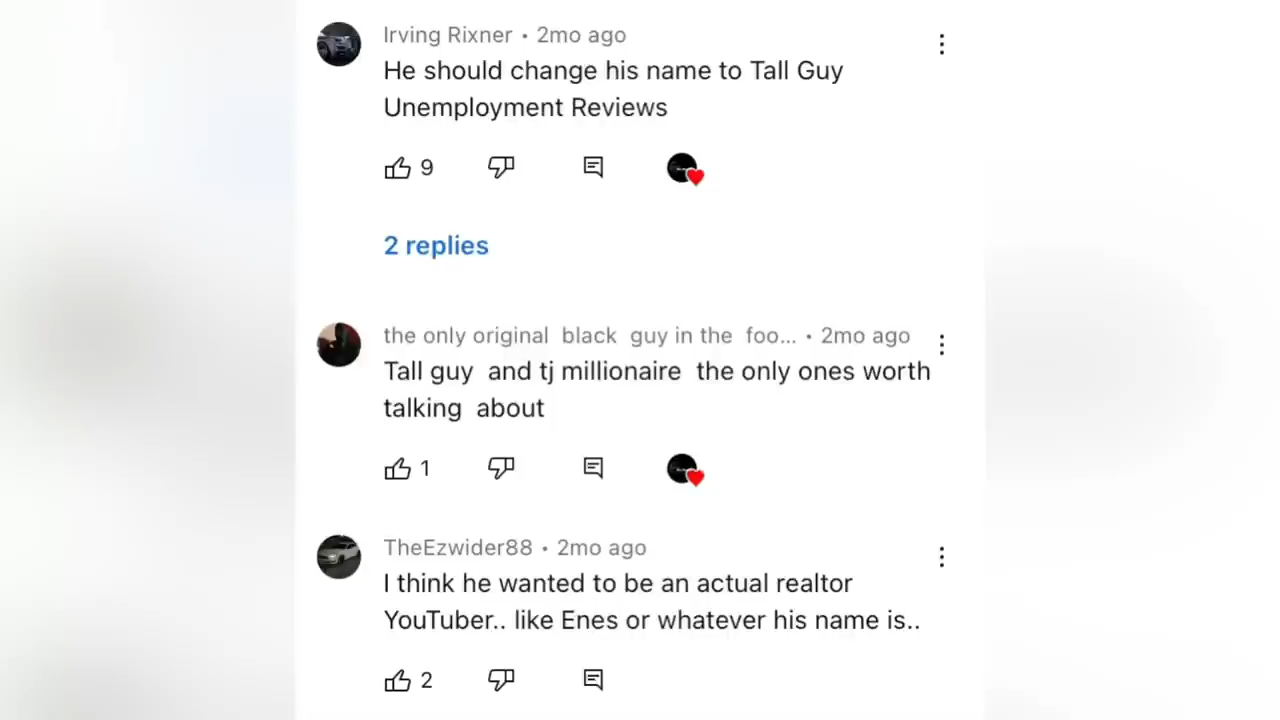 Irving Rixner • 2mo ago
He should change his name to Tall Guy
Unemployment Reviews
9
2 replies
the only original black guy in the foo... • 2mo ago
Tall guy and tj millionaire the only ones worth
talking about
1
TheEzwider88 • 2mo ago
I think he wanted to be an actual realtor
YouTuber.. like Enes or whatever his name is..
2